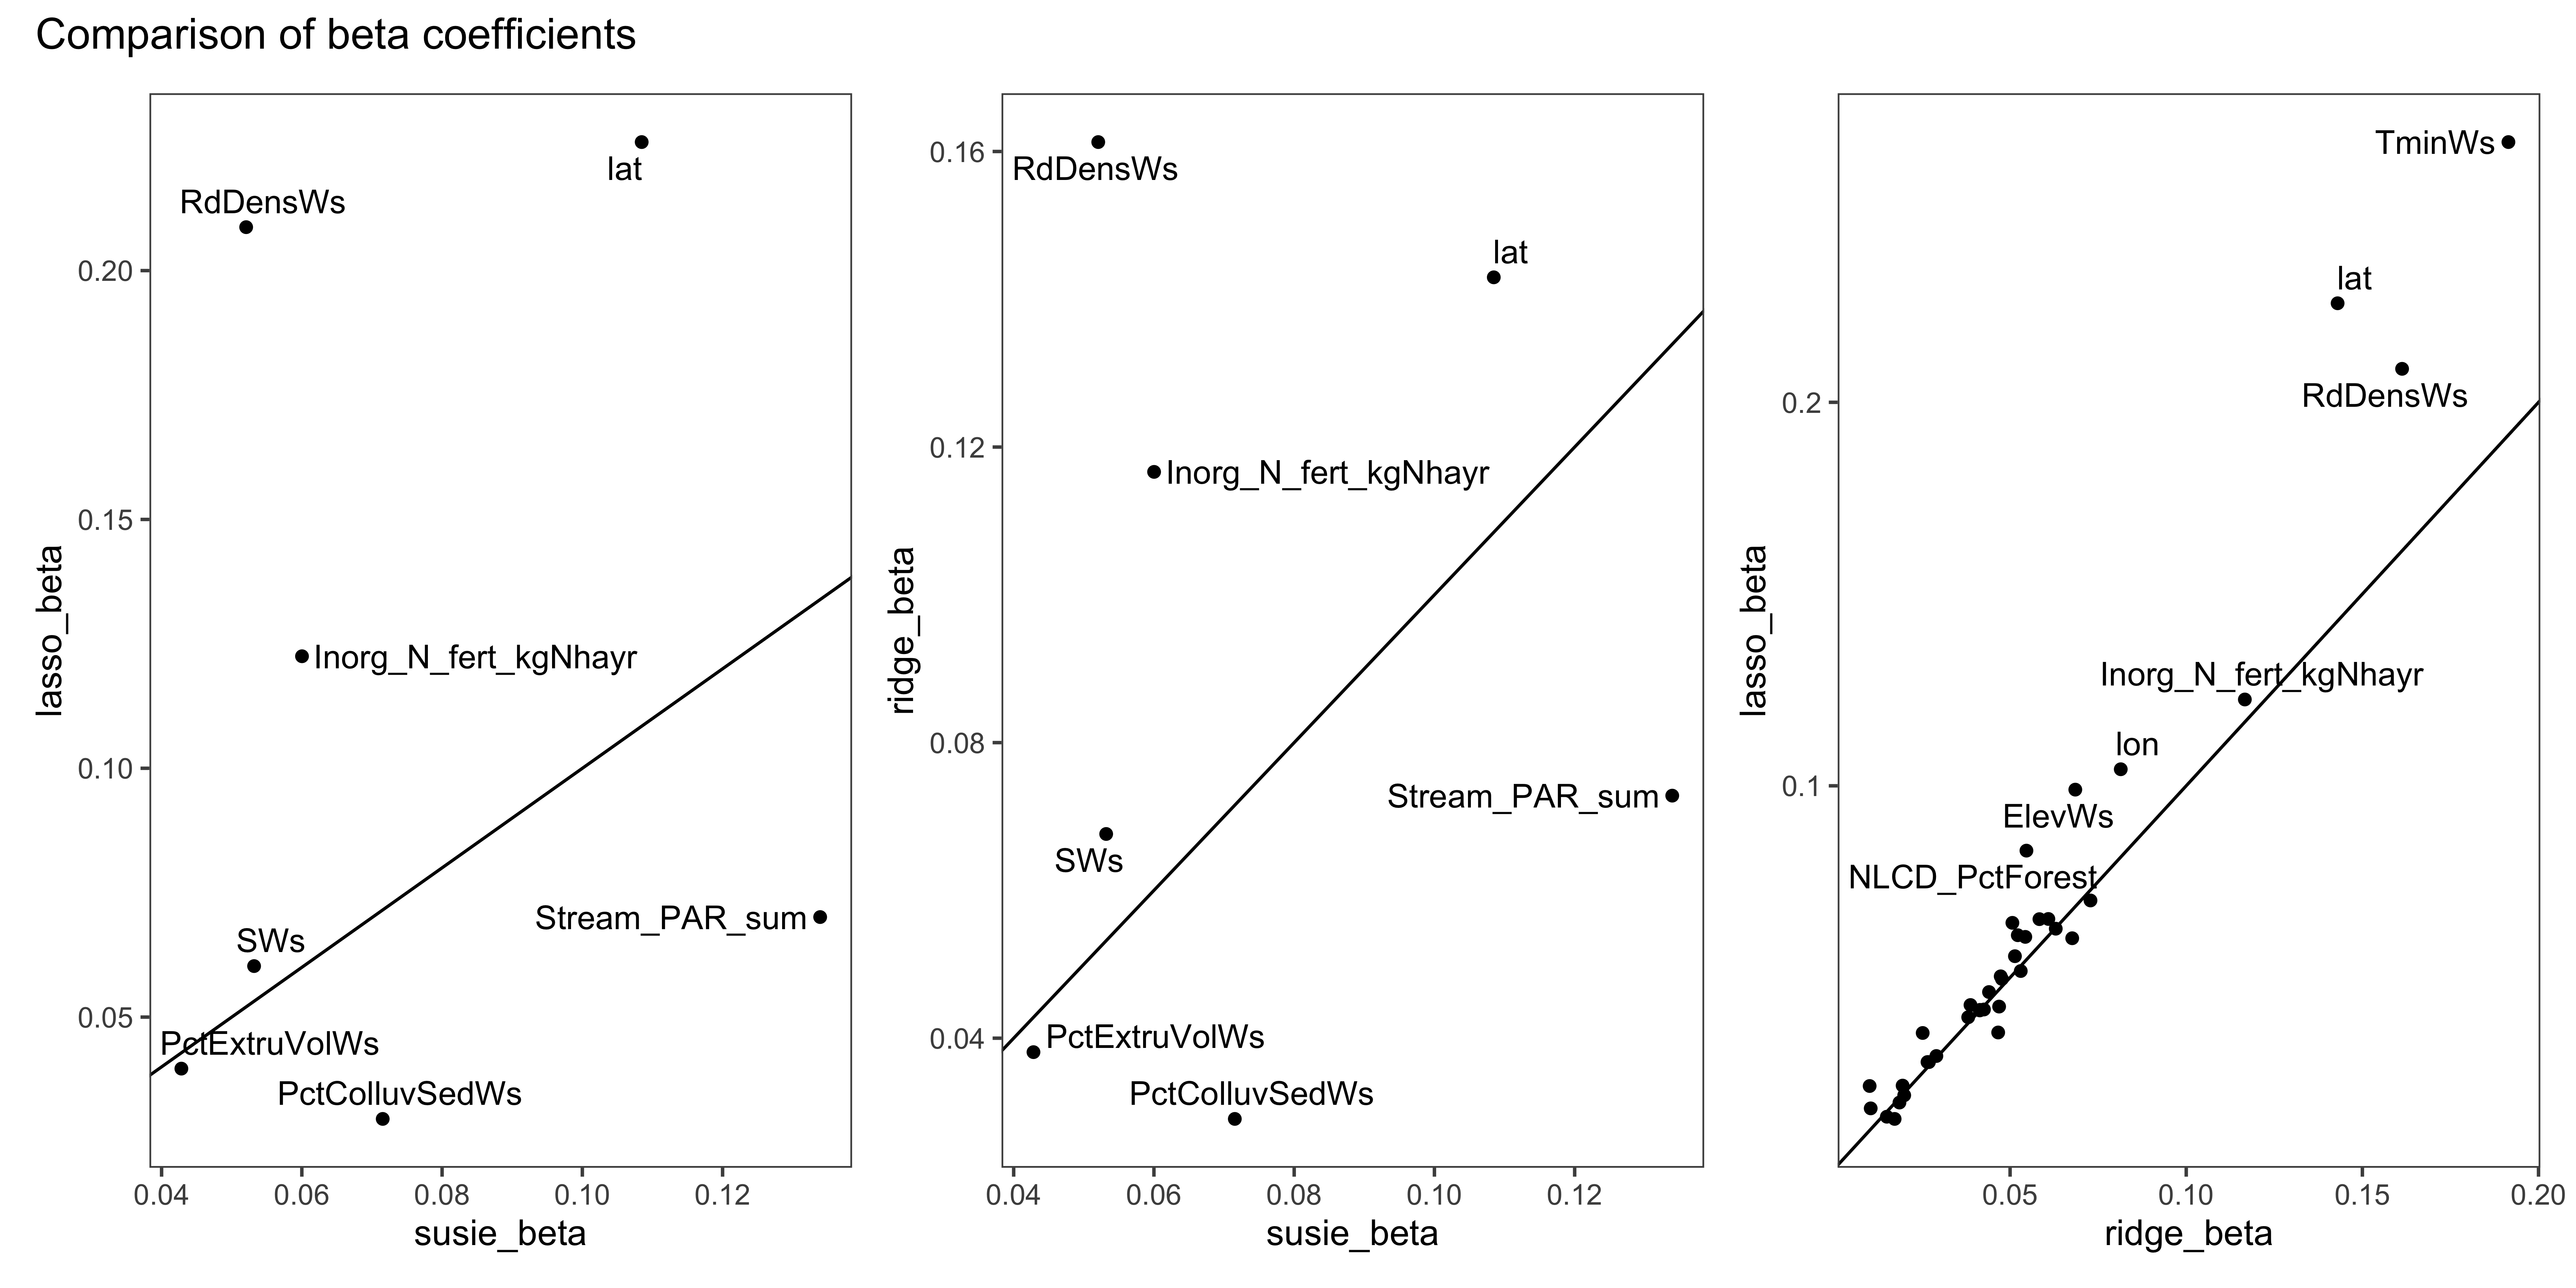 Comparison of beta coefficients
lasso_beta
0.20
0.15
0.10
0.05
lat
RdDensWs
Inorg_N_fert_kgNhayr
Stream_PAR_sum
SWs
PctExtruVolWs
PctColluvSedWs
0.04 0.06 0.08 0.10 0.12
susie_beta
ridge_beta
0.16
0.12
0.08
0.04
RdDensWs
lat
Inorg_N_fert_kgNhayr
Stream_PAR_sum
SWs
PctExtruVolWs
PctColluvSedWs
0.04 0.06 0.08 0.10 0.12
susie_beta
lasso_beta
0.2
0.1
TminWs
lat
RdDensWs
Inorg_N_fert_kgNhayr
lon
ElevWs
NLCD_PctForest
0.05 0.10 0.15 0.20
ridge_beta